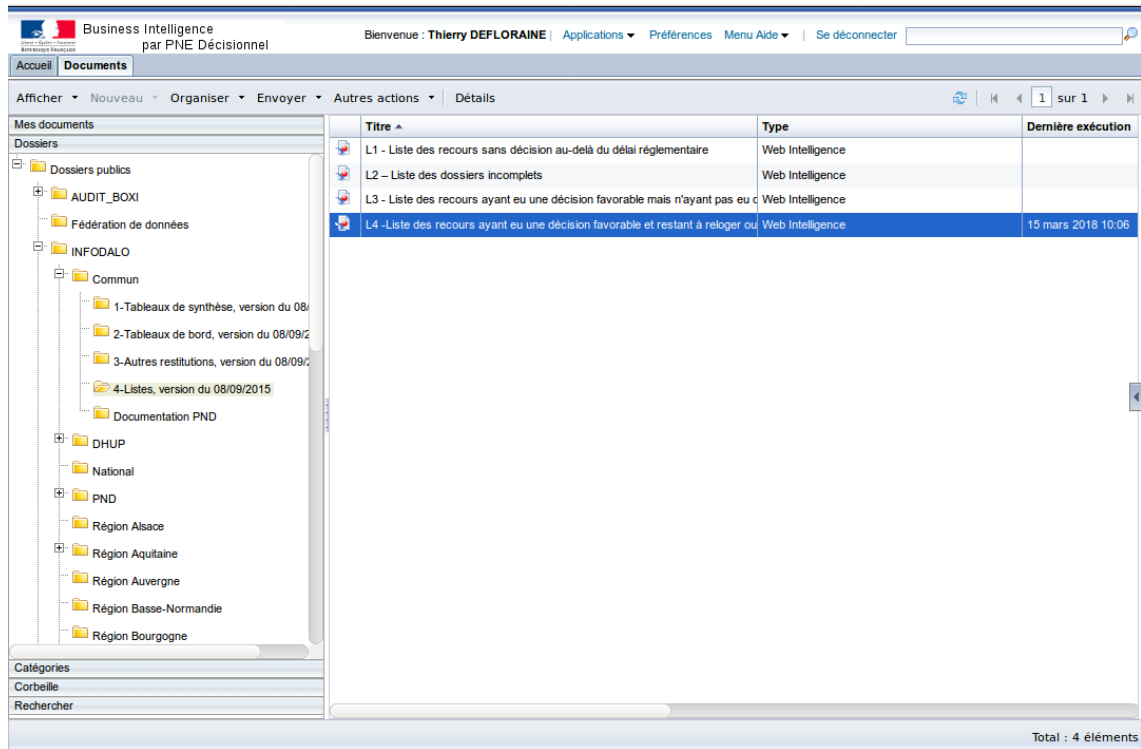 Business Intelligence
par PNE Décisionnel
Bienvenue : Thierry DEFLORAINE | Applications Préférences Menu Aide | Se déconnecter
RÉPUBLIQUE FRANÇAISE
Accueil Documents
Afficher Nouveau Organiser Envoyer Autres actions Détails 1 sur 1
Mes documents
Dossiers
Dossiers publics
AUDIT_BOXI
Fédération de données
INFODALO
Commun
1-Tableaux de synthèse, version du 08/
2-Tableaux de bord, version du 08/09/2
3-Autres restitutions, version du 08/09/
4-Listes, version du 08/09/2015
Documentation PND
DHUP
National
PND
Région Alsace
Région Aquitaine
Région Auvergne
Région Basse-Normandie
Région Bourgogne
Catégories
Corbeille
Rechercher
Titre Type Dernière exécution
L1 - Liste des recours sans décision au-delà du délai réglementaire Web Intelligence
L2 – Liste des dossiers incomplets Web Intelligence
L3 - Liste des recours ayant eu une décision favorable mais n'ayant pas eu Web Intelligence
L4 -Liste des recours ayant eu une décision favorable et restant à reloger ou Web Intelligence 15 mars 2018 10:06
Total : 4 éléments